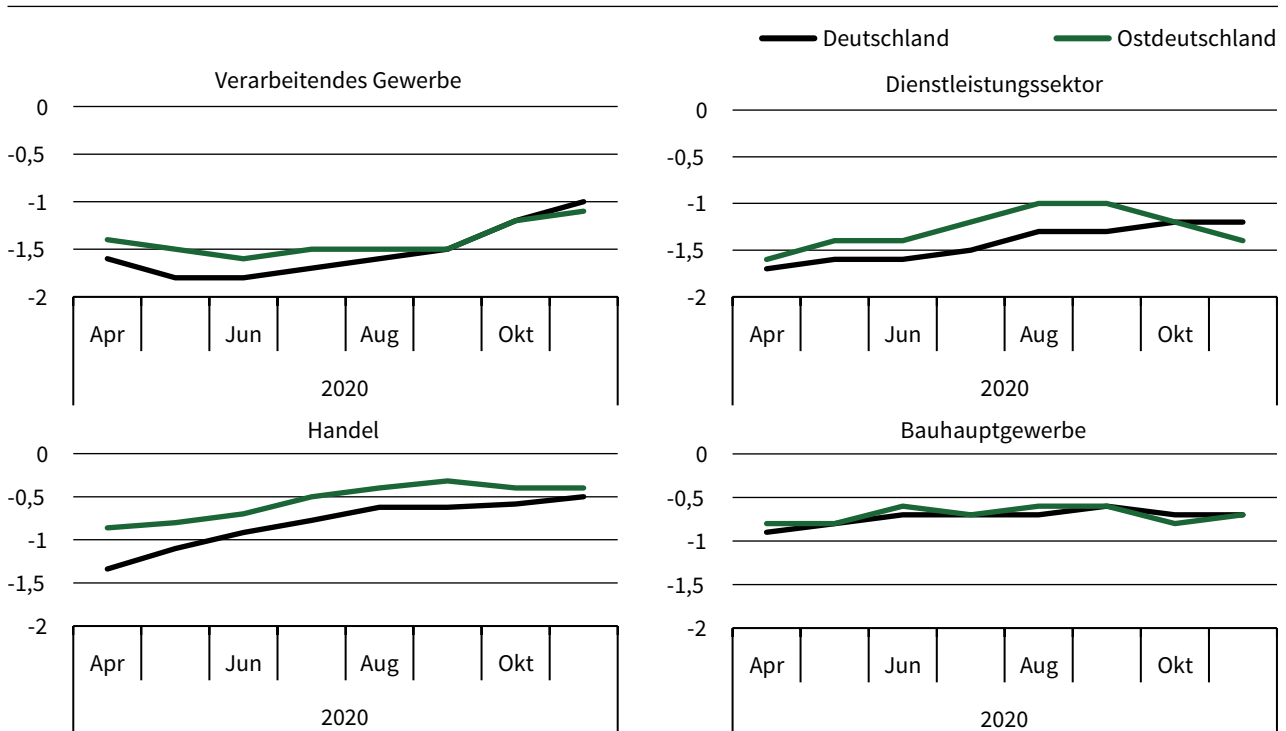 Deutschland Ostdeutschland
Verarbeitendes Gewerbe
0
-0,5
-1
-1,5
-2
Apr Jun Aug Okt
2020
Dienstleistungssektor
0
-0,5
-1
-1,5
-2
Apr Jun Aug Okt
2020
Handel
0
-0,5
-1
-1,5
-2
Apr Jun Aug Okt
2020
Bauhauptgewerbe
0
-0,5
-1
-1,5
-2
Apr Jun Aug Okt
2020